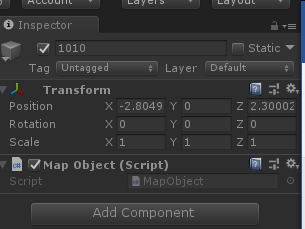 Account Layers Layout
Inspector
1010 Static
Tag Untagged Layer Default
Transform
Position X -2.8049 Y 0 Z 2.30002
Rotation X 0 Y 0 Z 0
Scale X 1 Y 1 Z 1
Map Object (Script)
Script MapObject
Add Component